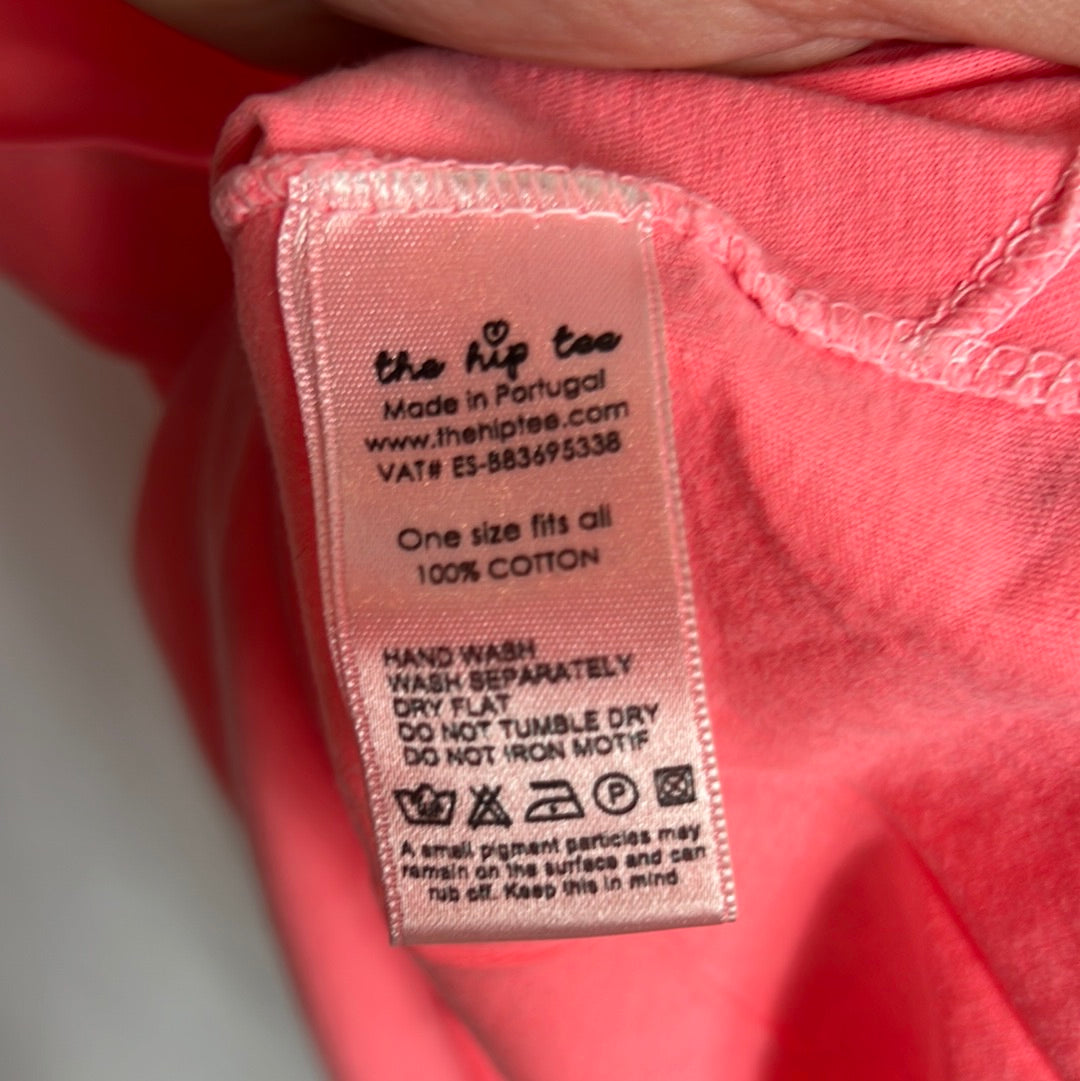 the hip tee
Made in Portugal
www.thehiptee.com
VAT# ES-B83695338
One size fits all
100% COTTON
HAND WASH
WASH SEPARATELY
DRY FLAT
DO NOT TUMBLE DRY
DO NOT IRON MOTIF
P
A small pigment particles may
remain on the surface and can
rub off. Keep this in mind